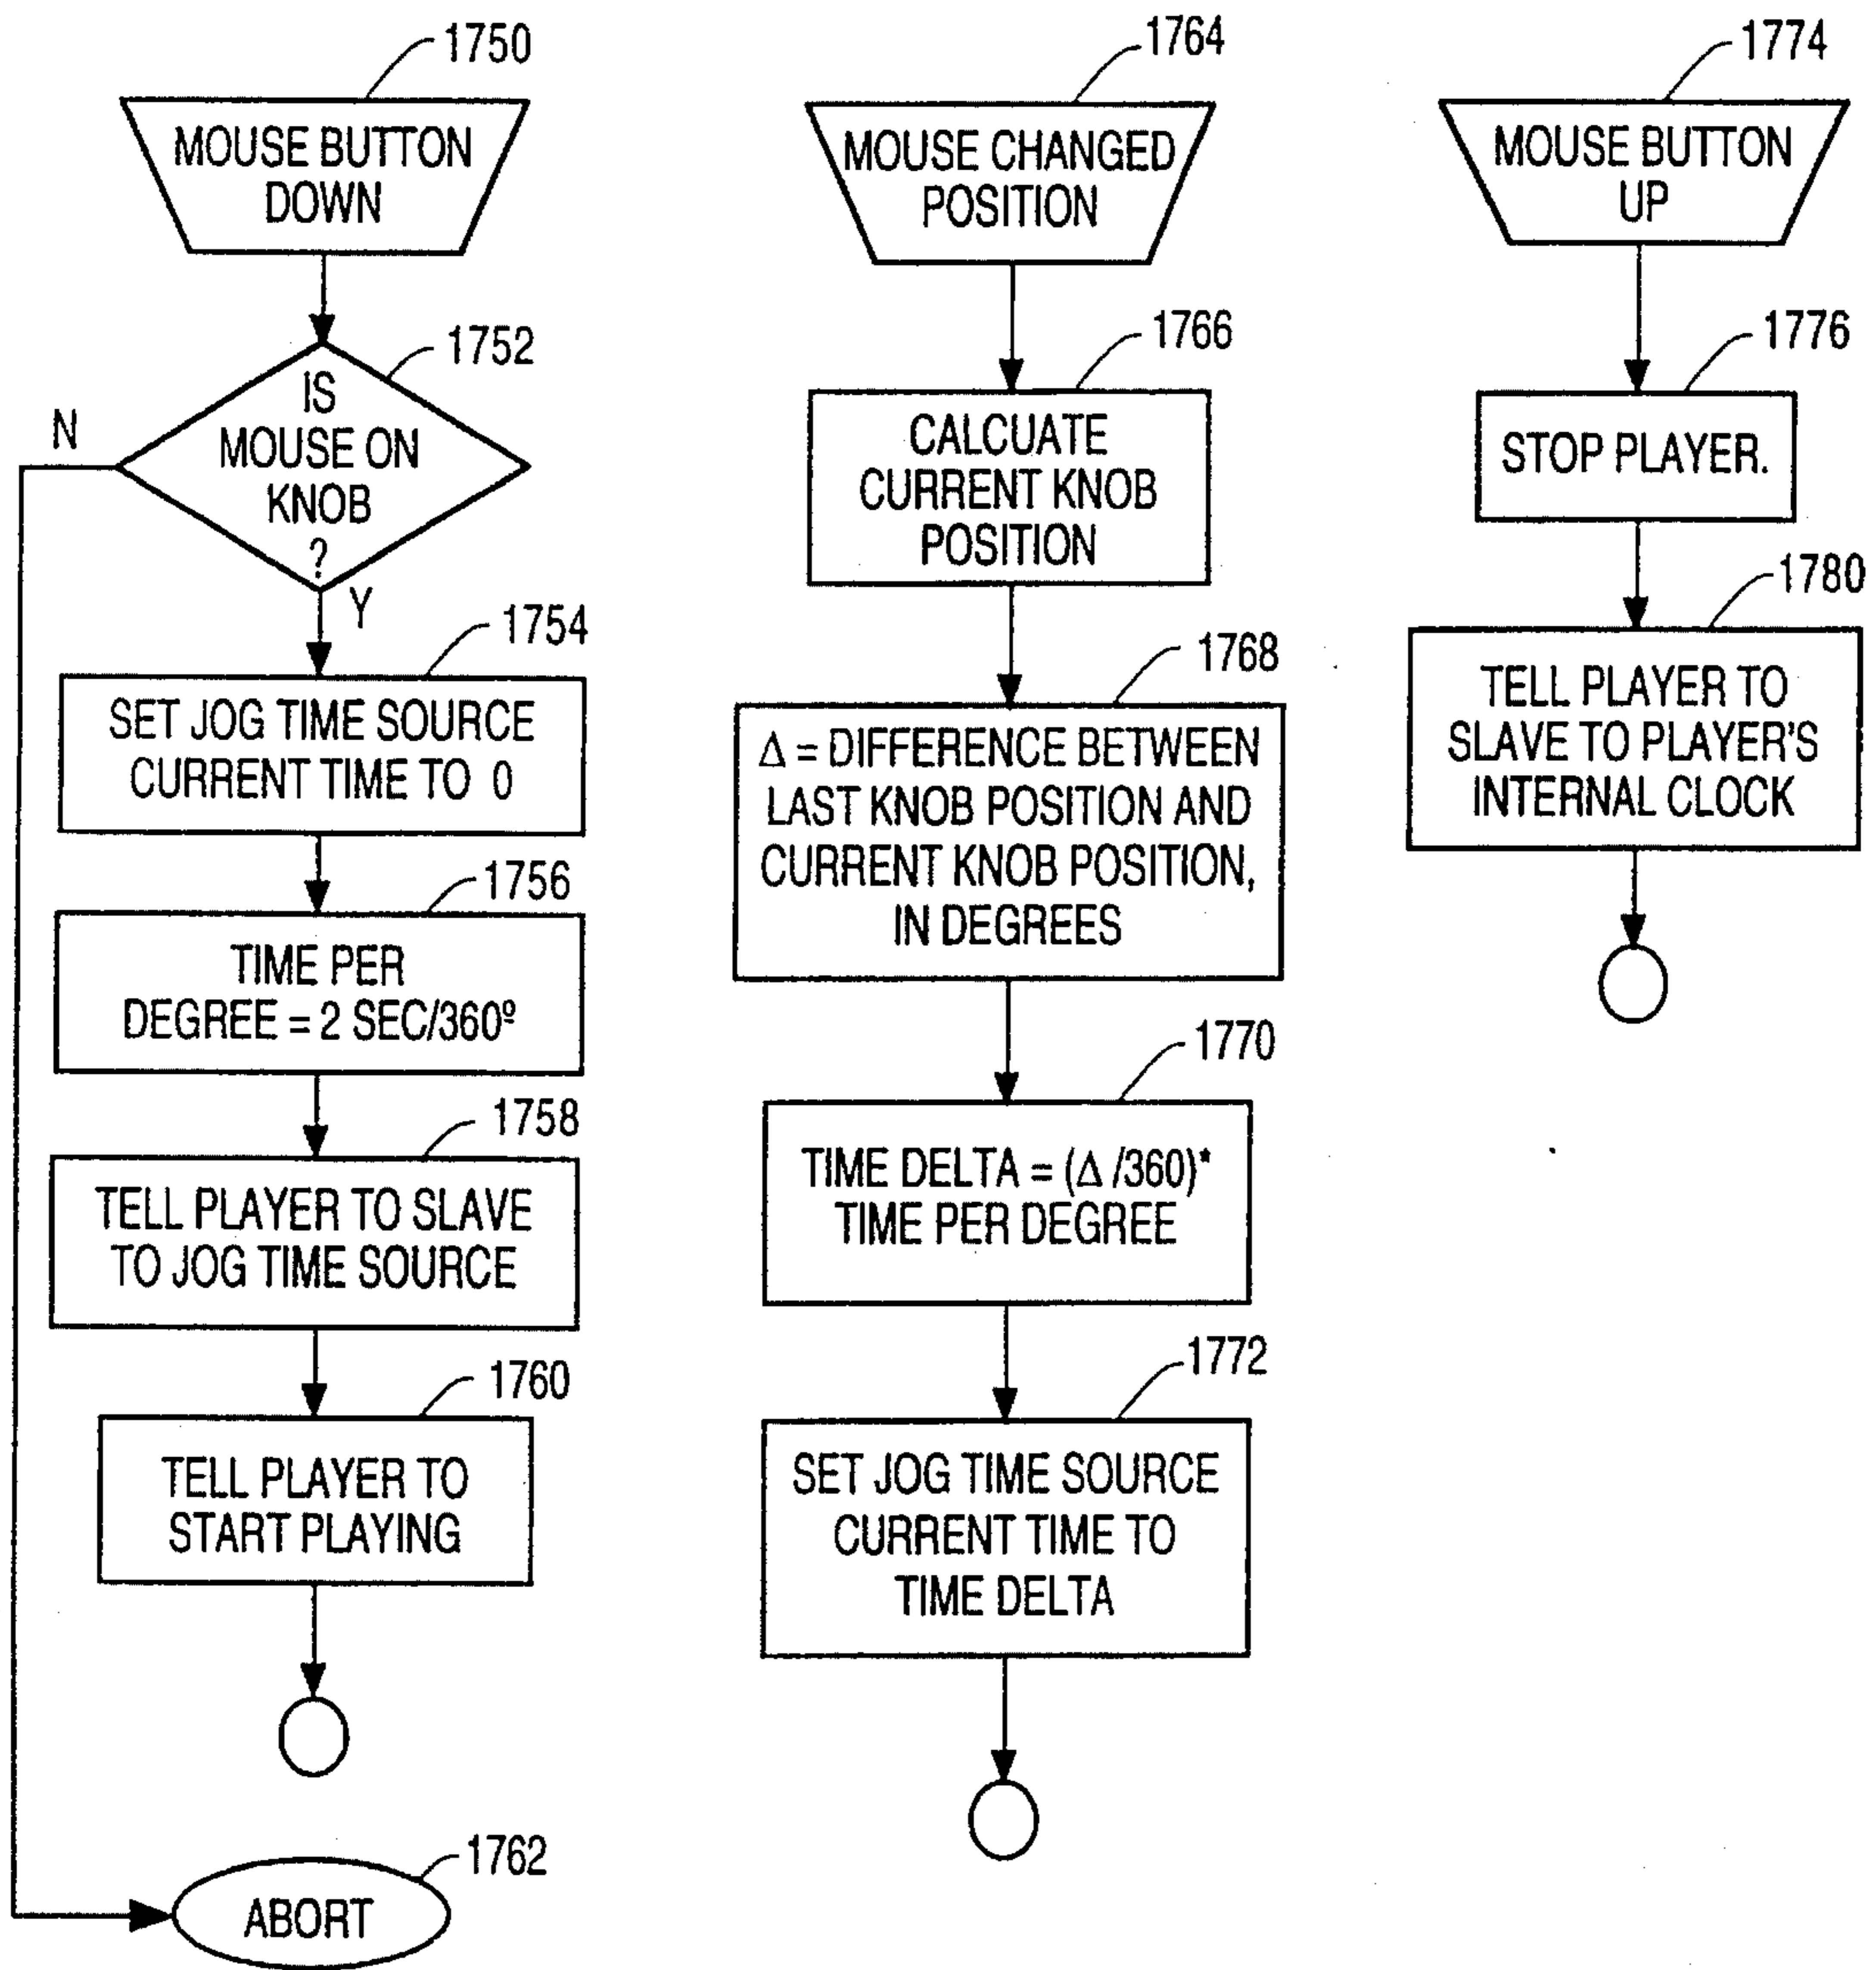 1750
MOUSE BUTTON
DOWN
1752
IS
MOUSE ON
KNOB
?
N
Y
1754
SET JOG TIME SOURCE
CURRENT TIME TO 0
1756
TIME PER
DEGREE = 2 SEC/360º
1758
TELL PLAYER TO SLAVE
TO JOG TIME SOURCE
1760
TELL PLAYER TO
START PLAYING
1762
ABORT
1764
MOUSE CHANGED
POSITION
1766
CALCUATE
CURRENT KNOB
POSITION
1768
Δ = DIFFERENCE BETWEEN
LAST KNOB POSITION AND
CURRENT KNOB POSITION,
IN DEGREES
1770
TIME DELTA = (Δ /360)*
TIME PER DEGREE
1772
SET JOG TIME SOURCE
CURRENT TIME TO
TIME DELTA
1774
MOUSE BUTTON
UP
1776
STOP PLAYER.
1780
TELL PLAYER TO
SLAVE TO PLAYER'S
INTERNAL CLOCK